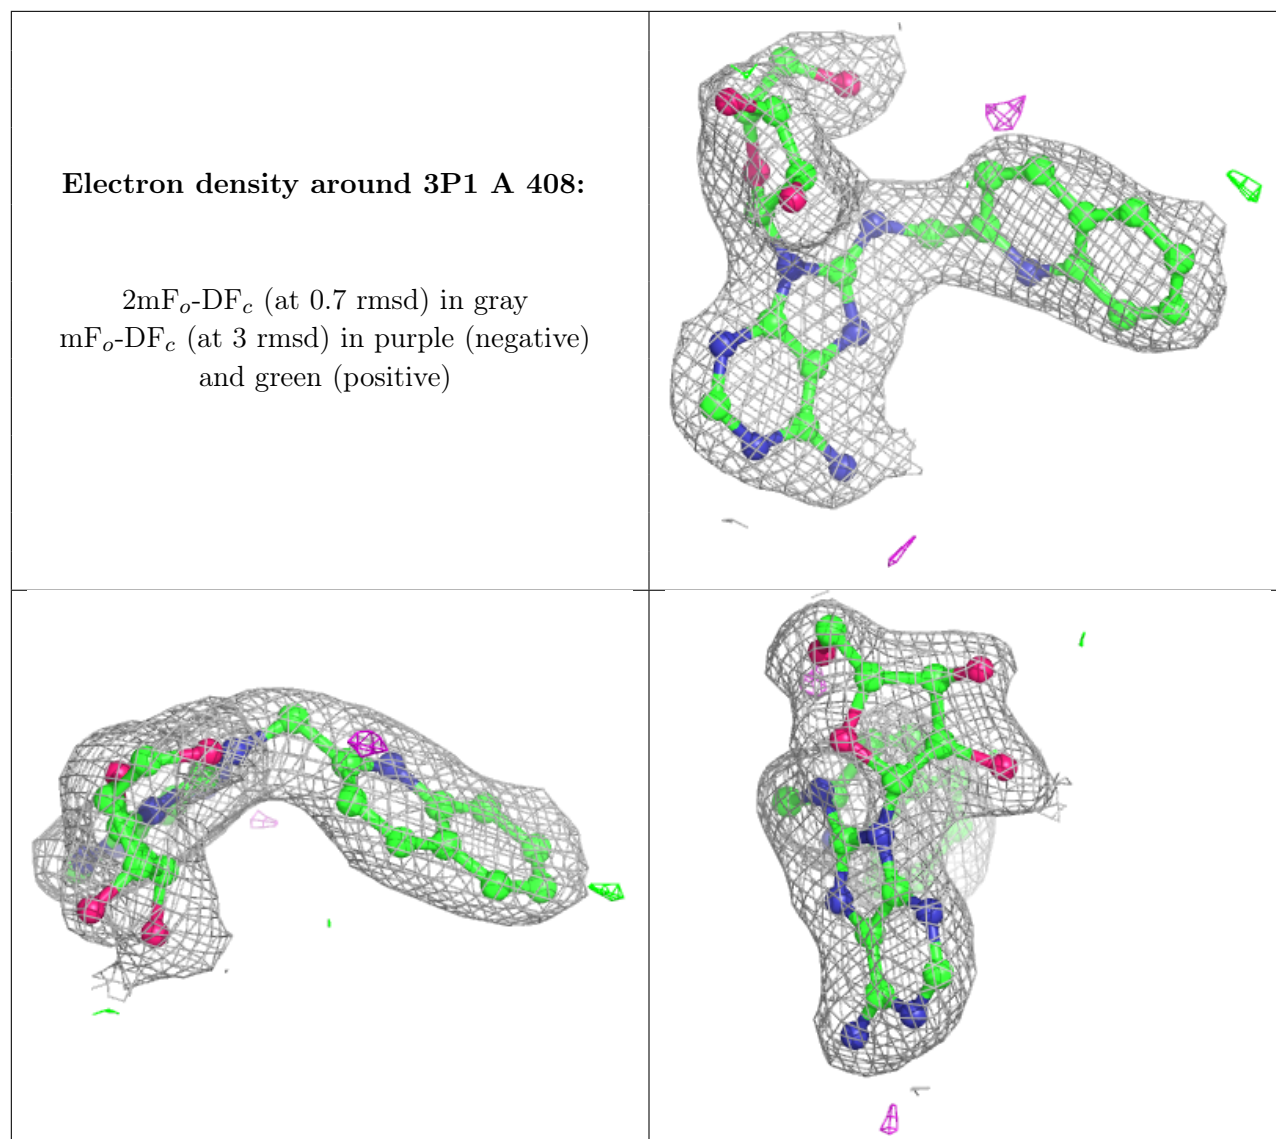 Electron density around 3P1 A 408:
2mFo-DFc (at 0.7 rmsd) in gray
mFo-DFc (at 3 rmsd) in purple (negative)
and green (positive)